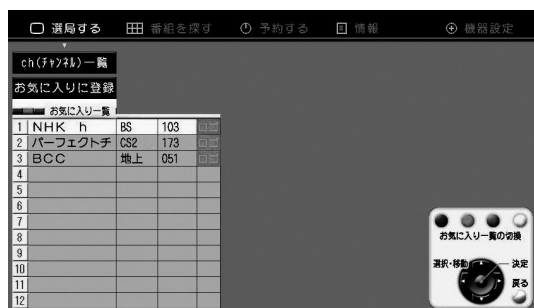 選局する 番組を探す 予約する 情報 機器設定
ch(チャンネル)一覧
お気に入りに登録
お気に入り一覧
1 NHK h BS 103
2 パーフェクトチ CS2 173
3 BCC 地上 051
4
5
6
7
8
9
10
11
12
お気に入り一覧の切換
選択・移動 決定
戻る